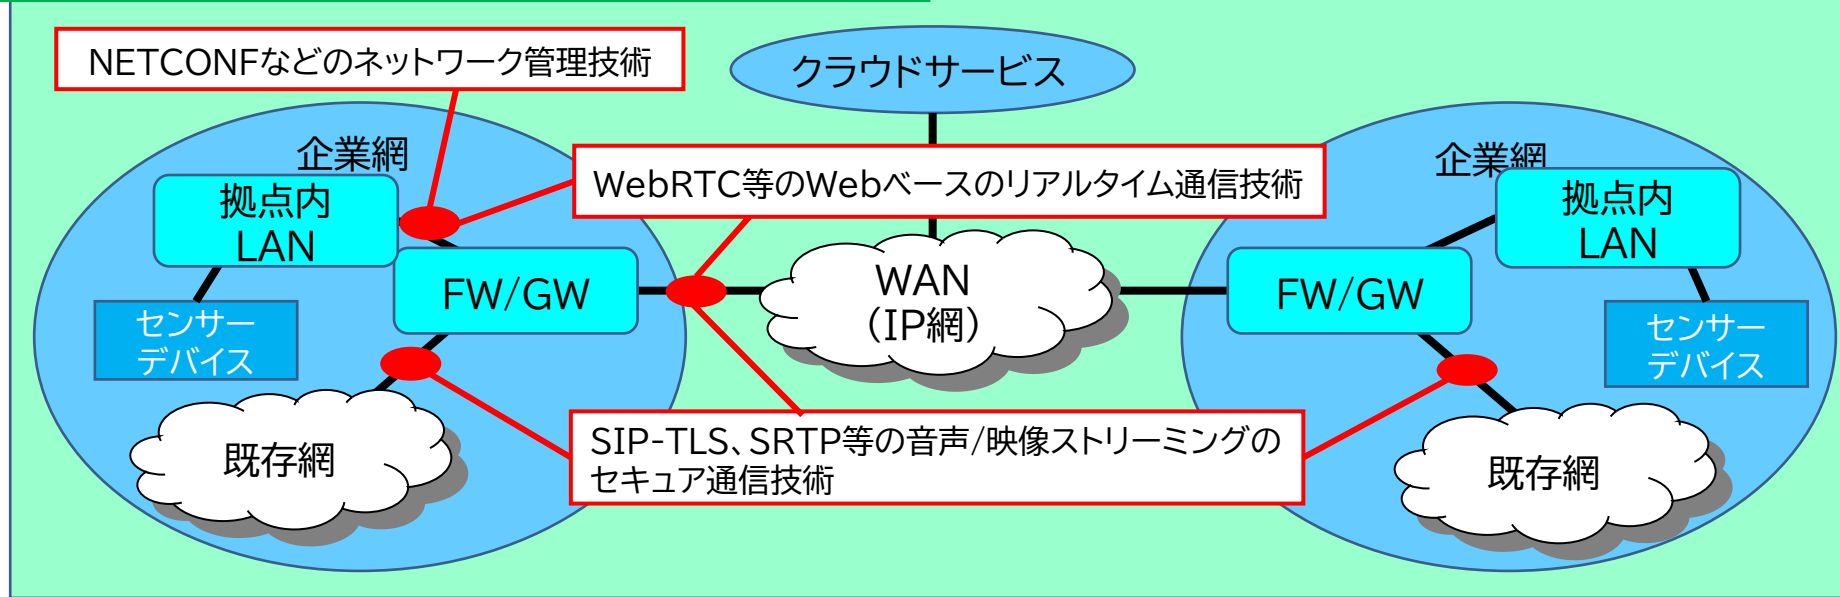 NETCONFなどのネットワーク管理技術
クラウドサービス
企業網
企業網
WebRTC等のWebベースのリアルタイム通信技術
拠点内
LAN
拠点内
LAN
FW/GW
WAN
(IP網)
FW/GW
センサー
デバイス
センサー
デバイス
SIP-TLS、SRTP等の音声/映像ストリーミングの
セキュア通信技術
既存網
既存網